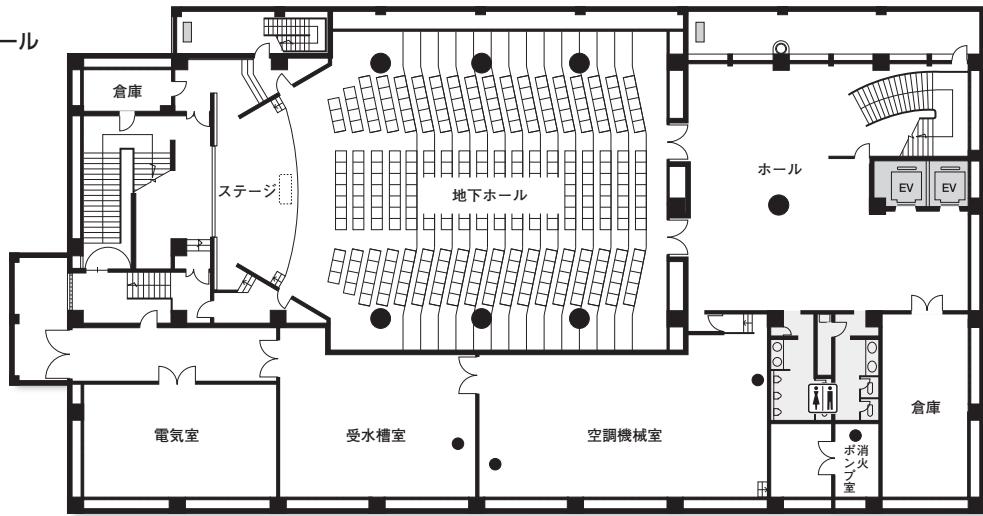 ール
倉庫
ステージ
地下ホール
ホール
EV
EV
電気室
受水槽室
空調機械室
消火
ポンプ室
倉庫